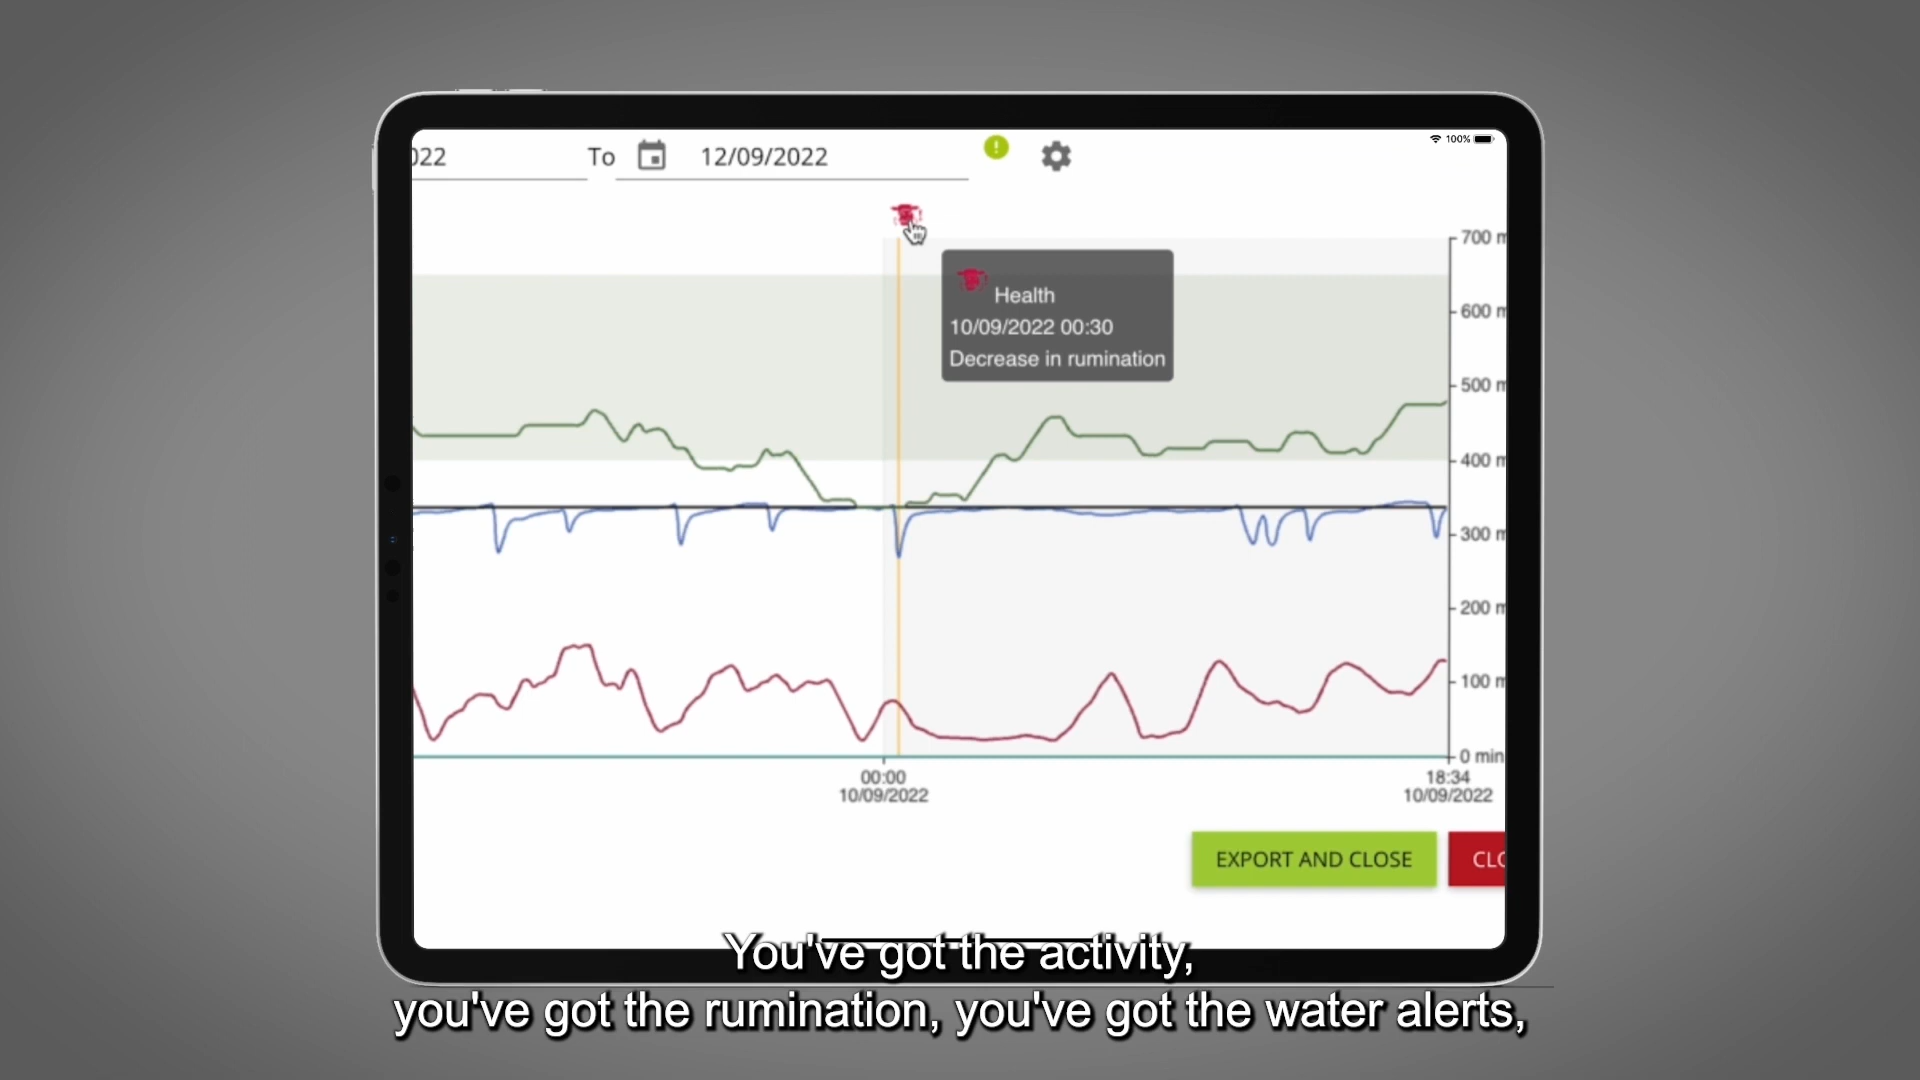 100%
022 To 12/09/2022
Health
10/09/2022 00:30
Decrease in rumination
700 m
600 m
500 m
400 m
300 m
200 m
100 m
0 min
00:00
10/09/2022
18:34
10/09/2022
EXPORT AND CLOSE
CLO
You've got the activity,
you've got the rumination, you've got the water alerts,